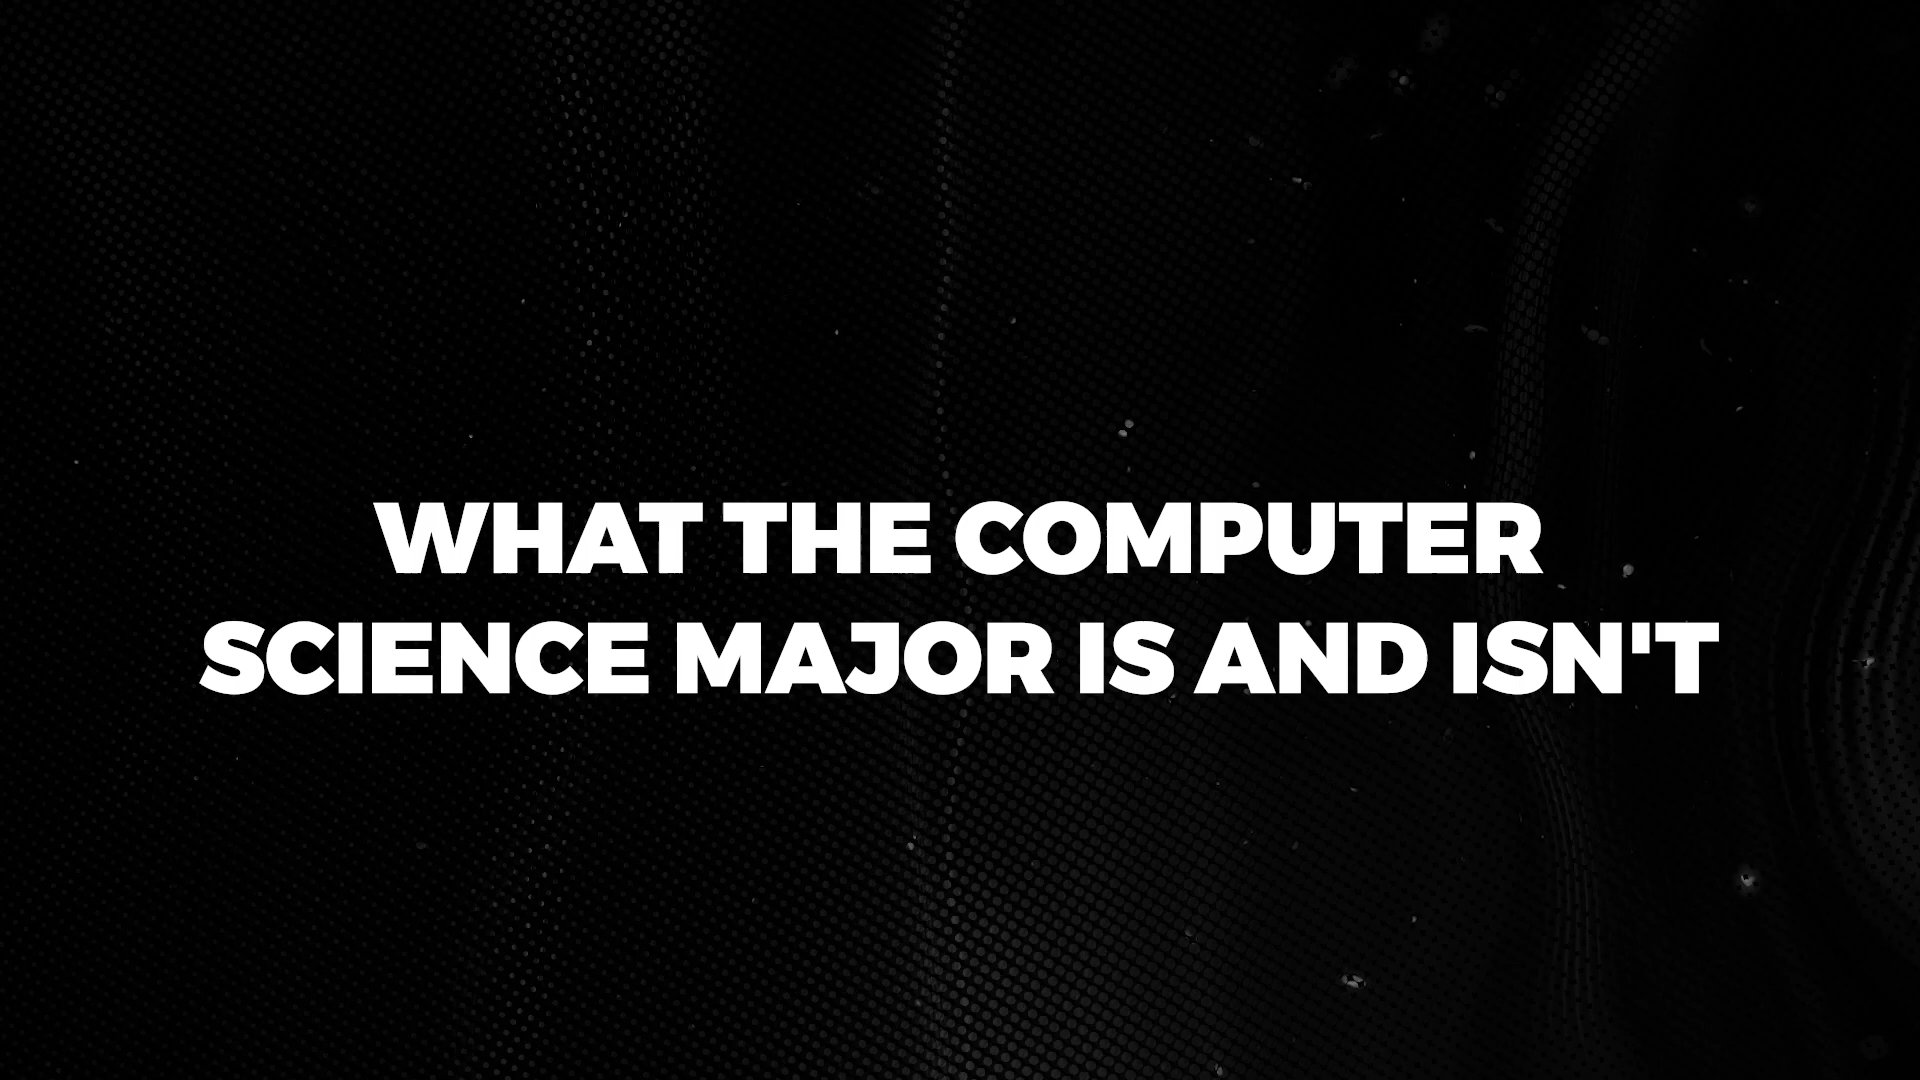 WHAT THE COMPUTER
SCIENCE MAJOR IS AND ISN'T